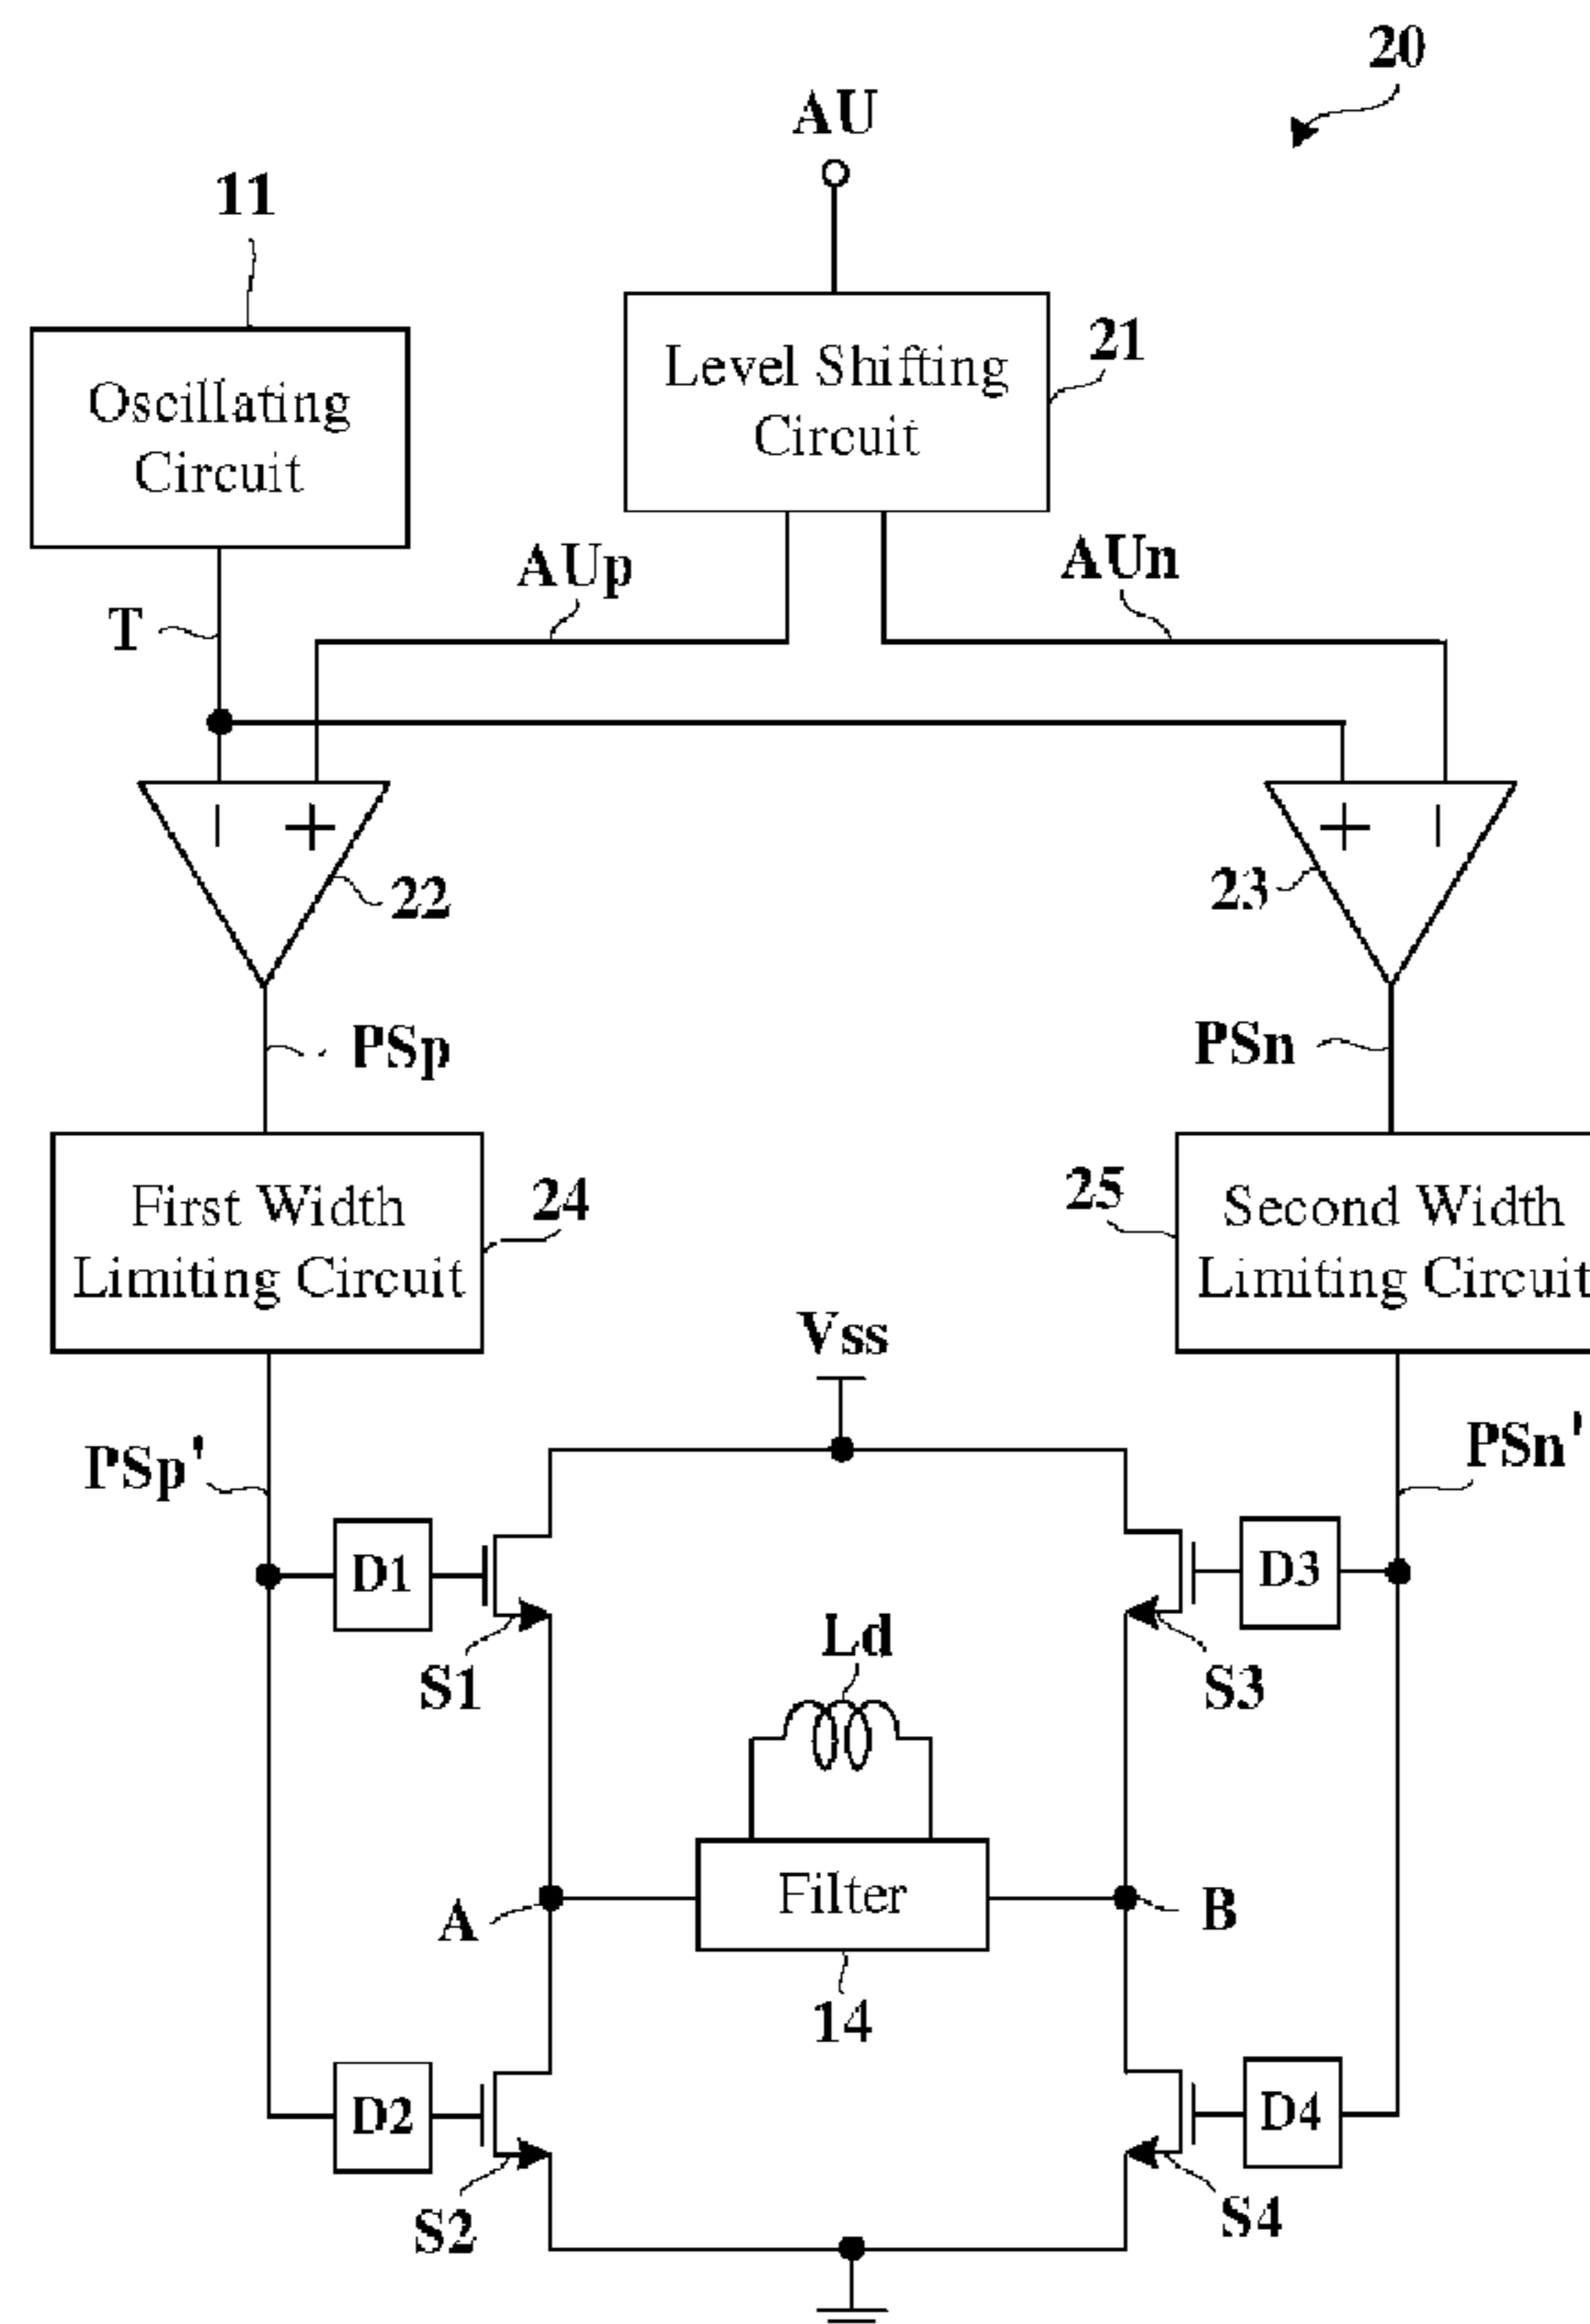 20
AU
11
Oscillating
Circuit
Level Shifting
Circuit
21
AUp
AUn
T
− +
+ −
22
23
PSp
PSn
First Width
Limiting Circuit
24
25
Second Width
Limiting Circuit
Vss
PSp'
PSn'
D1
D3
S1
Ld
S3
Filter
A
B
14
D2
D4
S2
S4